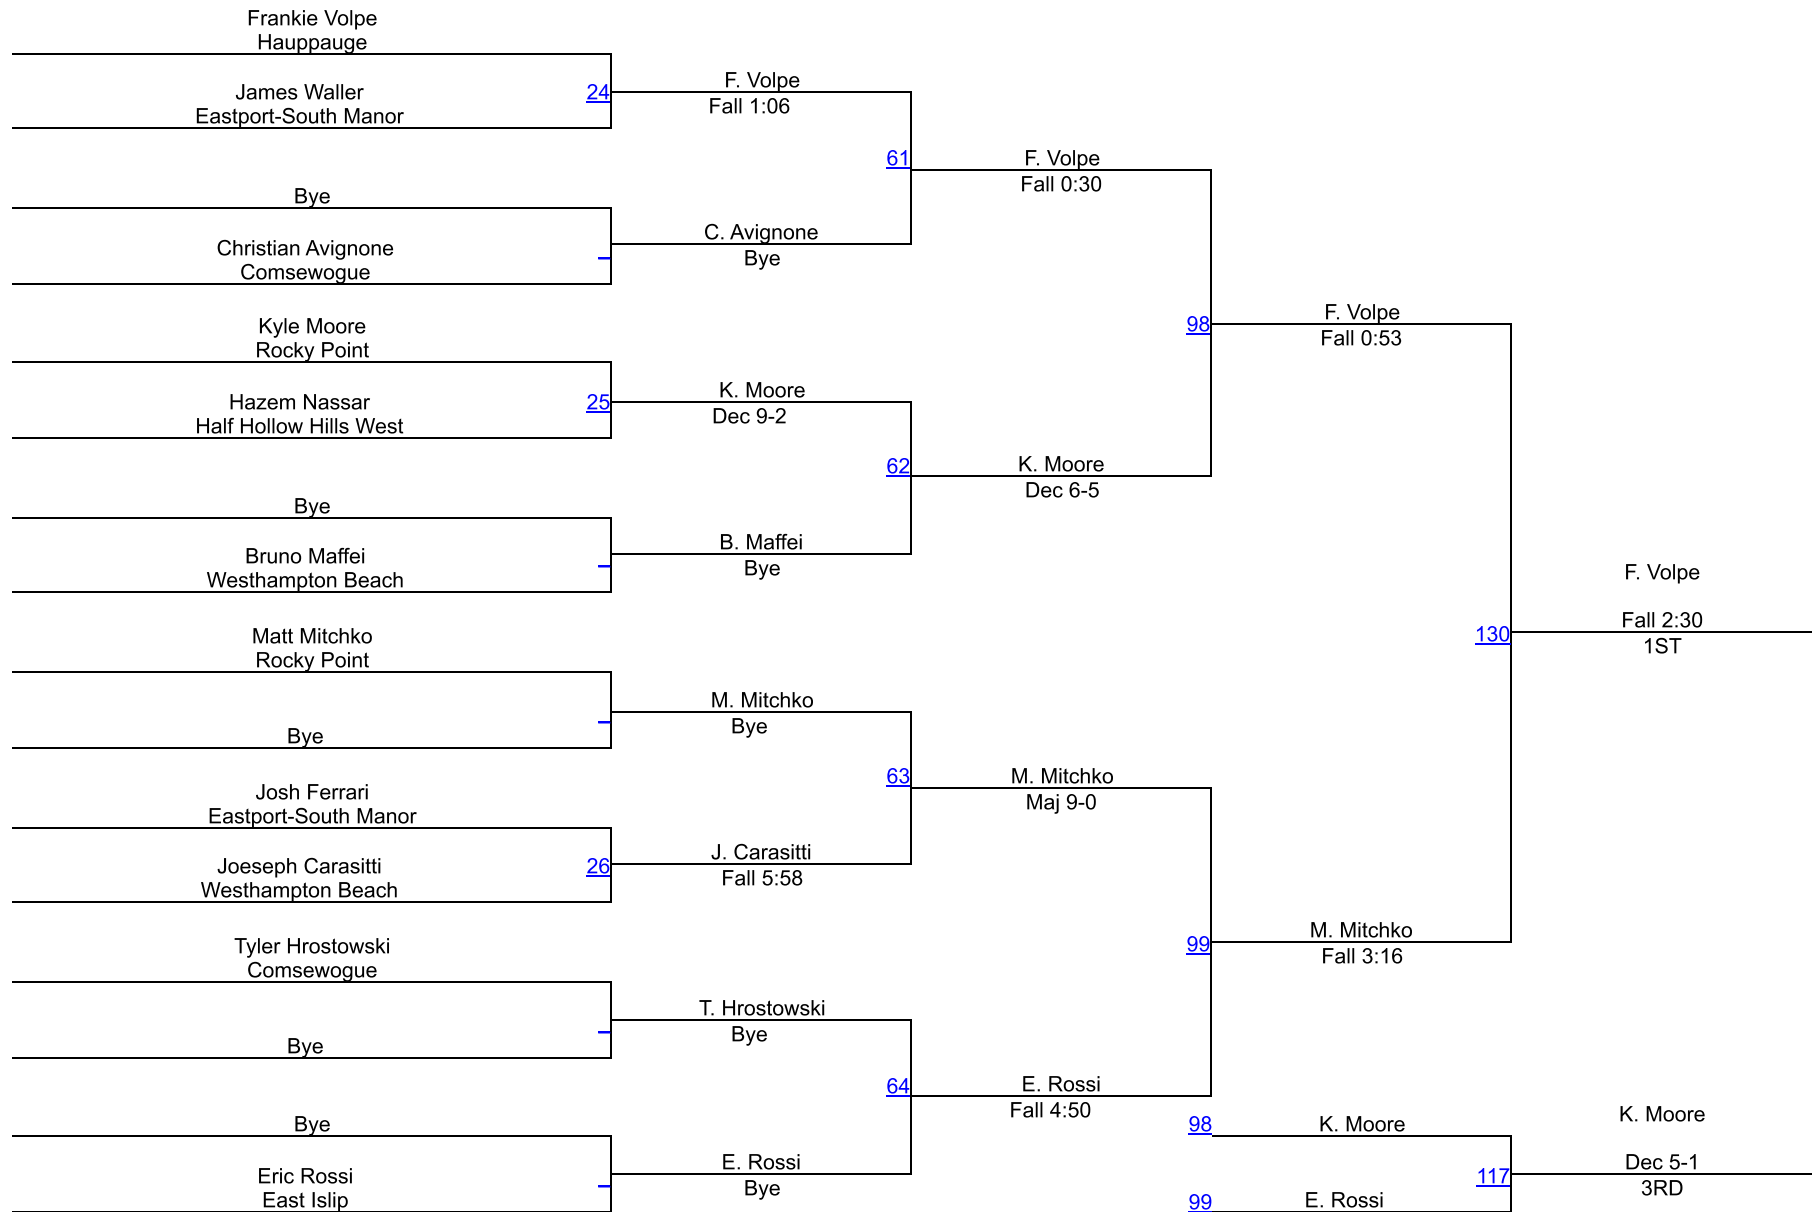 Frankie Volpe
Hauppauge
James Waller
Eastport-South Manor
24
F. Volpe
Fall 1:06
Bye
Christian Avignone
Comsewogue
C. Avignone
Bye
61
F. Volpe
Fall 0:30
Kyle Moore
Rocky Point
Hazem Nassar
Half Hollow Hills West
25
K. Moore
Dec 9-2
Bye
Bruno Maffei
Westhampton Beach
B. Maffei
Bye
62
K. Moore
Dec 6-5
98
F. Volpe
Fall 0:53
Matt Mitchko
Rocky Point
Bye
M. Mitchko
Bye
Josh Ferrari
Eastport-South Manor
Joeseph Carasitti
Westhampton Beach
26
J. Carasitti
Fall 5:58
63
M. Mitchko
Maj 9-0
Tyler Hrostowski
Comsewogue
Bye
T. Hrostowski
Bye
Bye
Eric Rossi
East Islip
E. Rossi
Bye
64
E. Rossi
Fall 4:50
99
M. Mitchko
Fall 3:16
130
F. Volpe
Fall 2:30
1ST
98
K. Moore
99
E. Rossi
117
K. Moore
Dec 5-1
3RD